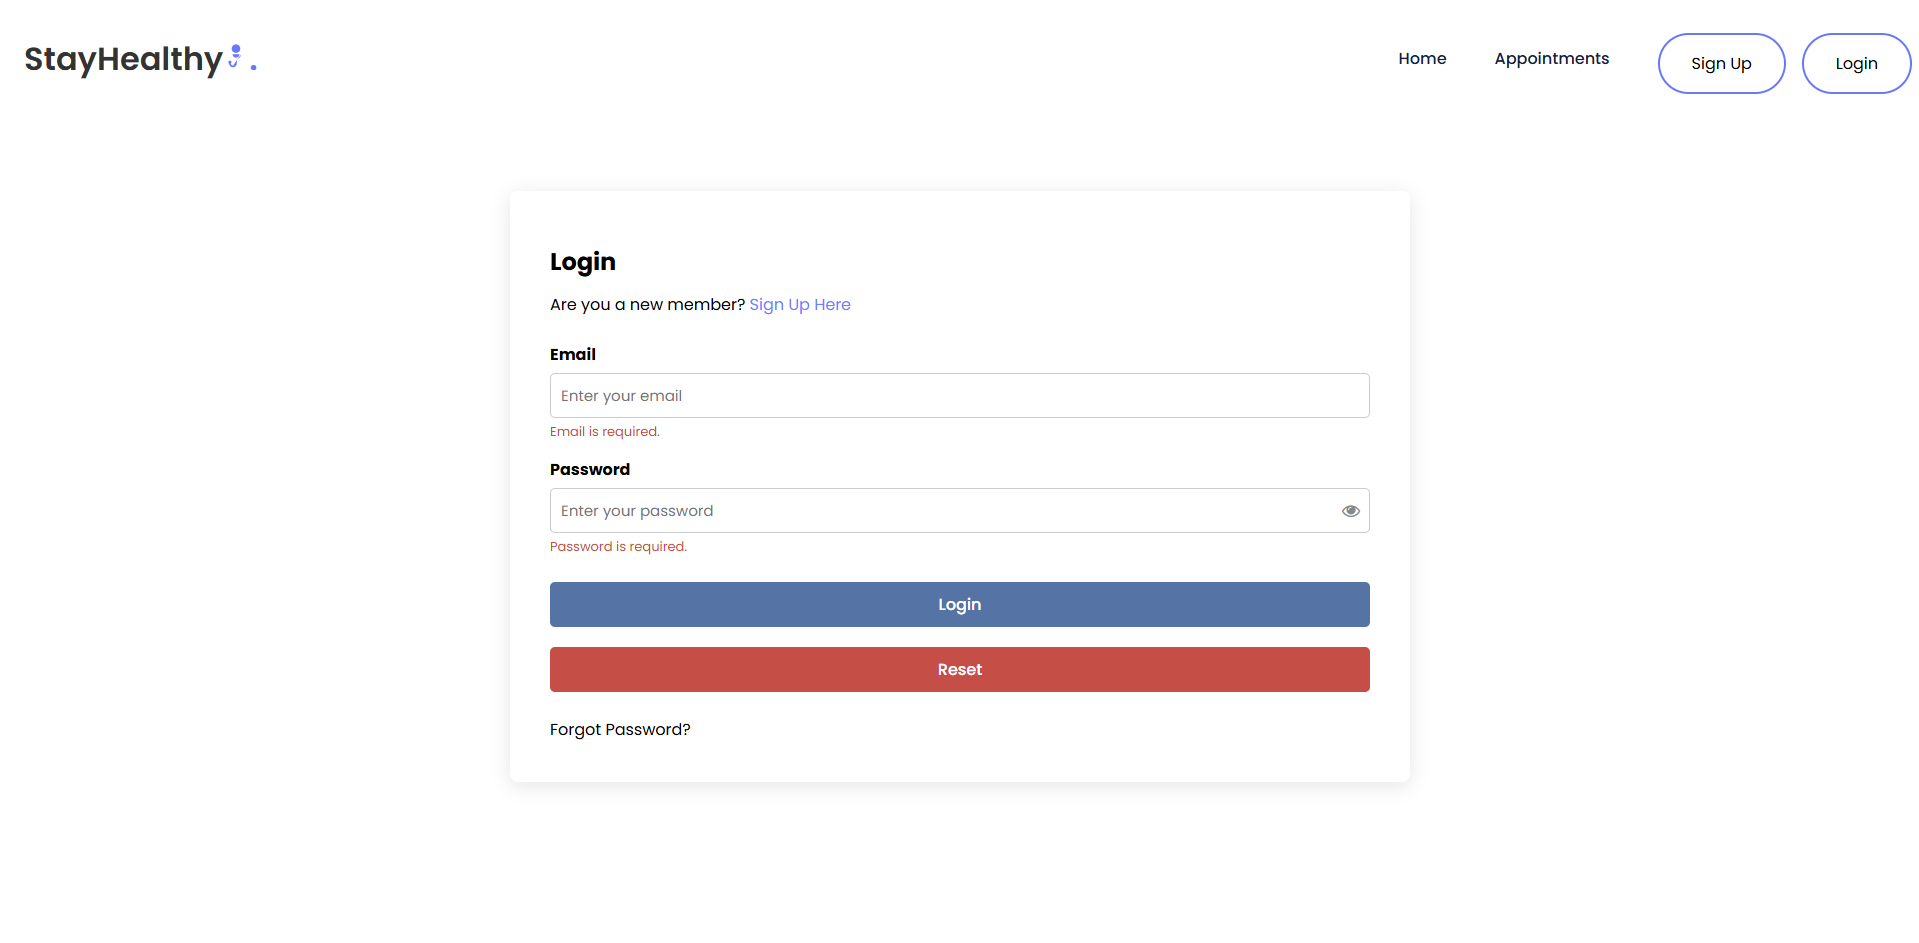 StayHealthy.
Home
Appointments
Sign Up
Login
Login
Are you a new member? Sign Up Here
Email
Enter your email
Email is required.
Password
Enter your password
Password is required.
Login
Reset
Forgot Password?